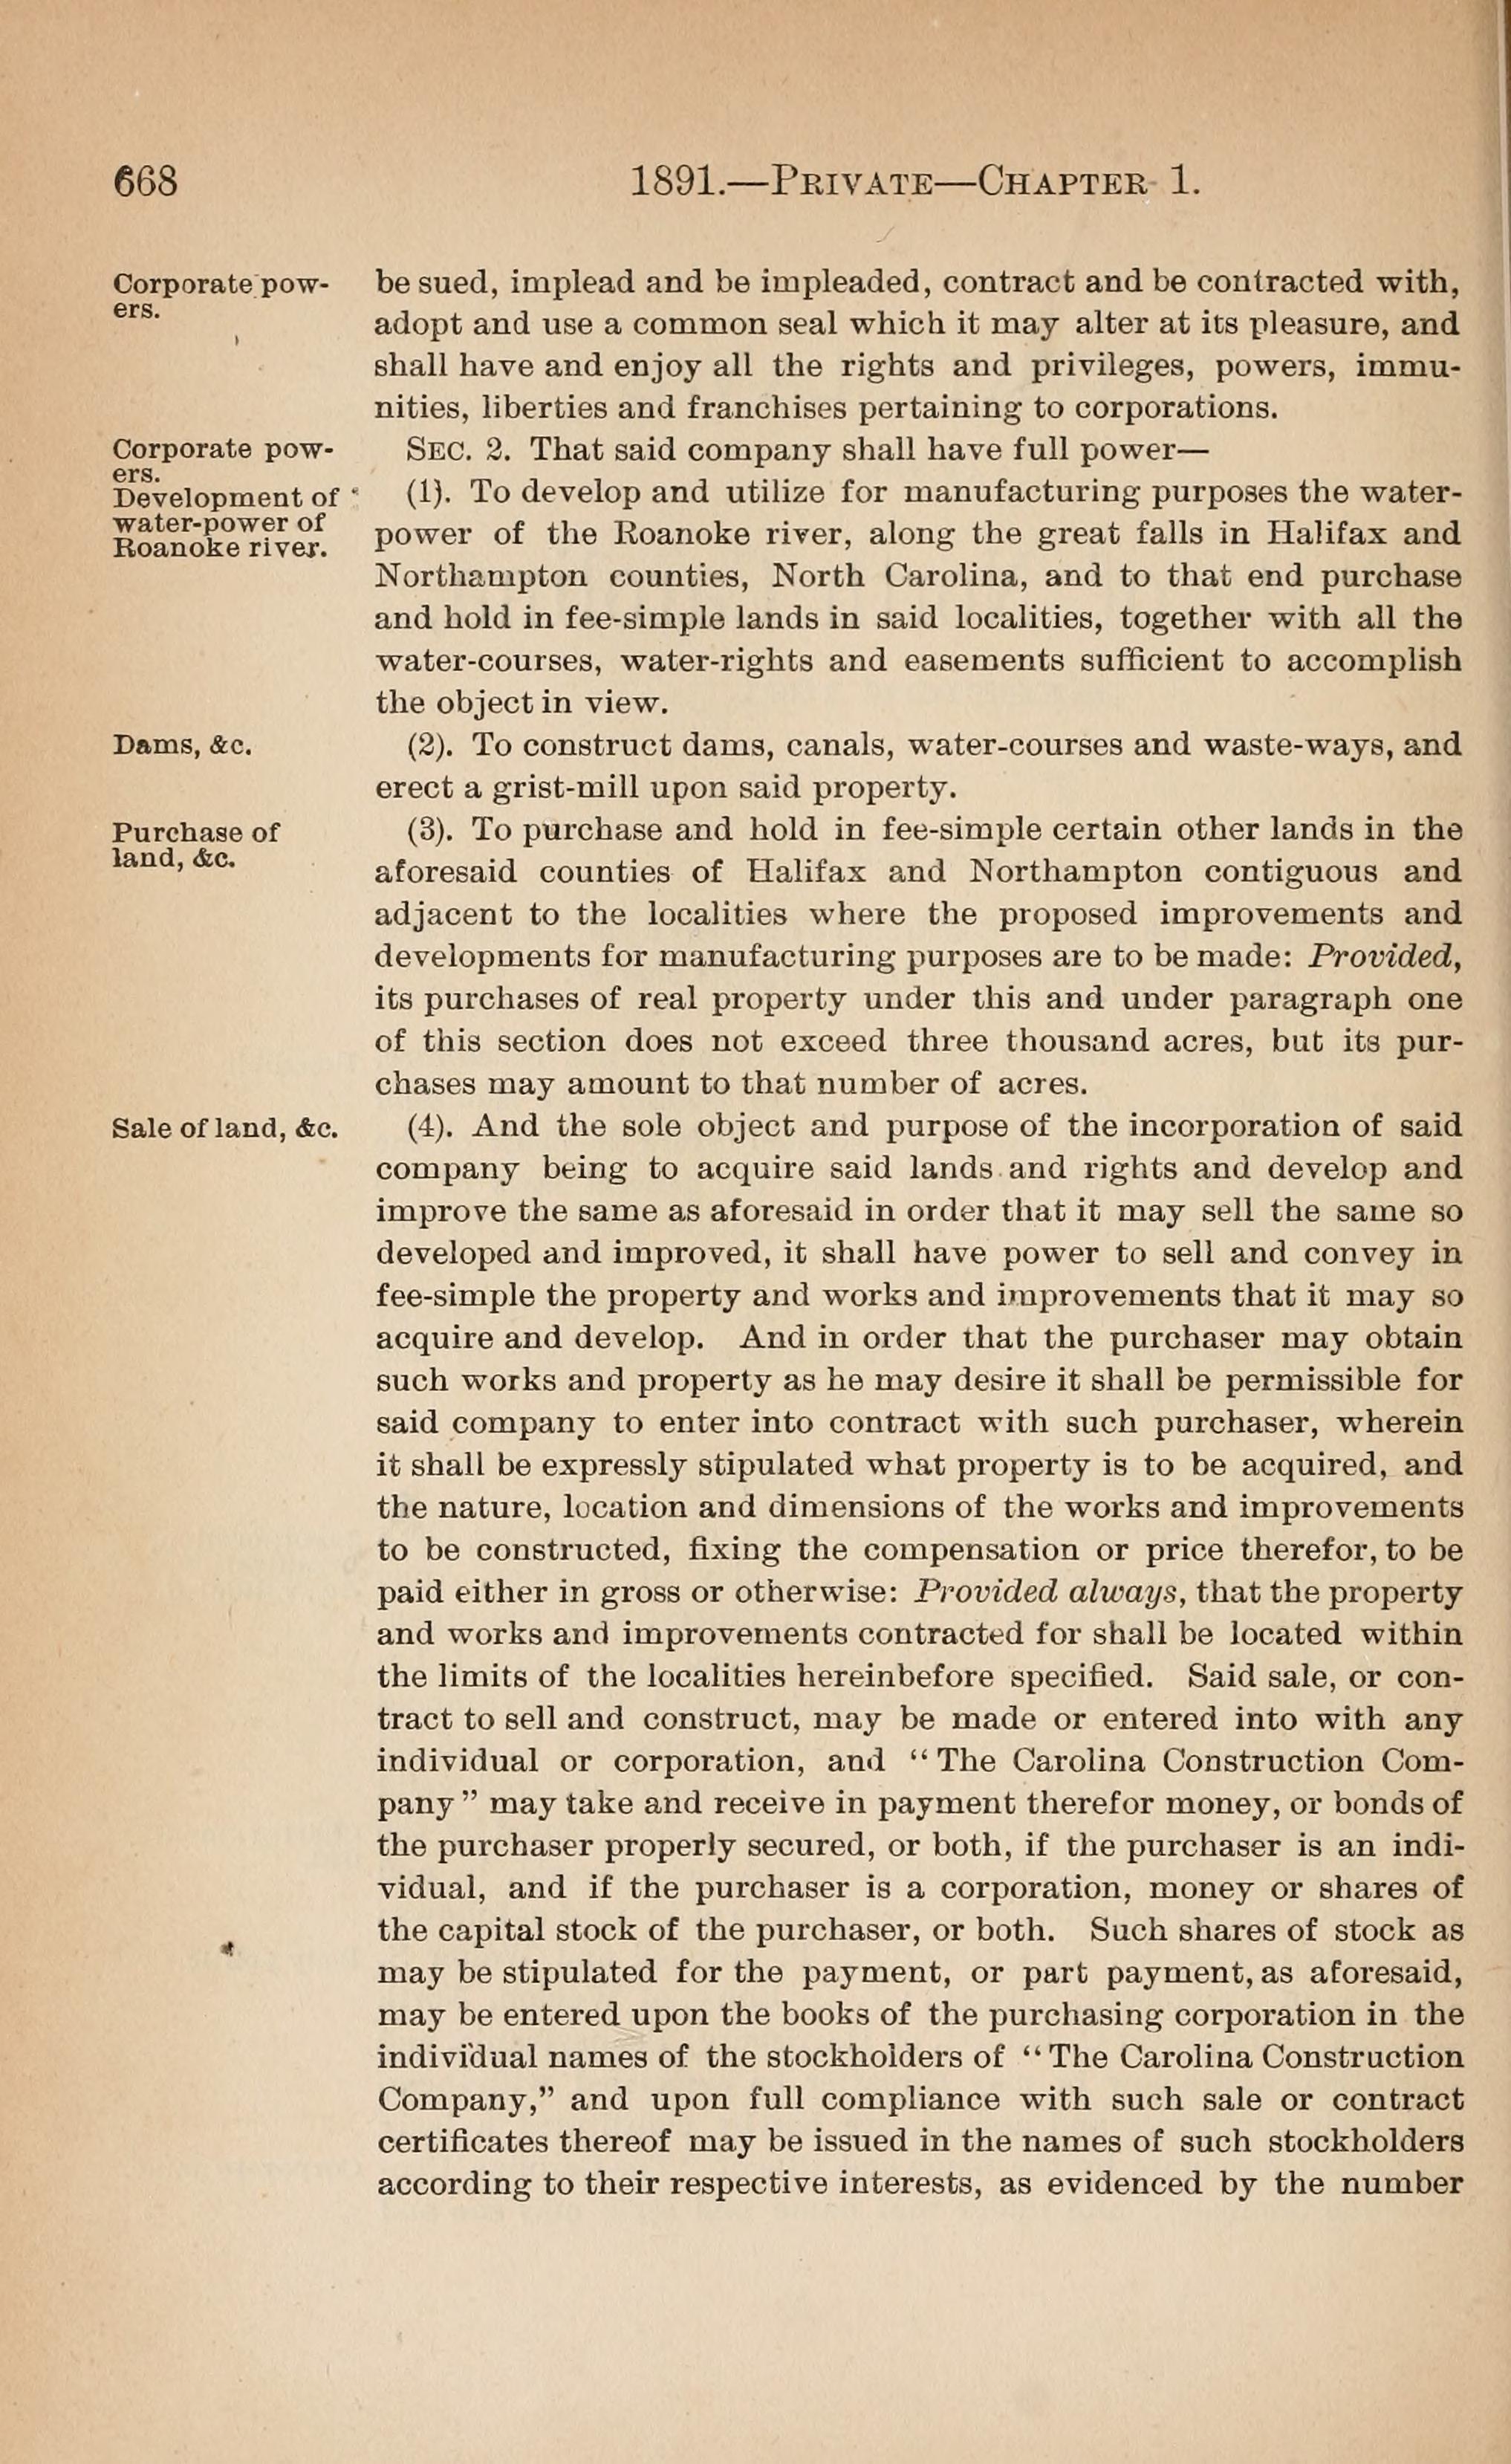 668
1891.—Private—Chapter 1.
Corporate pow-
ers.
be sued, implead and be impleaded, contract and be contracted with,
adopt and use a common seal which it may alter at its pleasure, and
shall have and enjoy all the rights and privileges, powers, immu-
nities, liberties and franchises pertaining to corporations.
Corporate pow-
ers.
Sec. 2. That said company shall have full power—
Development of
water-power of
Roanoke river.
(1). To develop and utilize for manufacturing purposes the water-
power of the Roanoke river, along the great falls in Halifax and
Northampton counties, North Carolina, and to that end purchase
and hold in fee-simple lands in said localities, together with all the
water-courses, water-rights and easements sufficient to accomplish
the object in view.
Dams, &c.
(2). To construct dams, canals, water-courses and waste-ways, and
erect a grist-mill upon said property.
Purchase of
land, &c.
(3). To purchase and hold in fee-simple certain other lands in the
aforesaid counties of Halifax and Northampton contiguous and
adjacent to the localities where the proposed improvements and
developments for manufacturing purposes are to be made: Provided,
its purchases of real property under this and under paragraph one
of this section does not exceed three thousand acres, but its pur-
chases may amount to that number of acres.
Sale of land, &c.
(4). And the sole object and purpose of the incorporation of said
company being to acquire said lands and rights and develop and
improve the same as aforesaid in order that it may sell the same so
developed and improved, it shall have power to sell and convey in
fee-simple the property and works and improvements that it may so
acquire and develop. And in order that the purchaser may obtain
such works and property as he may desire it shall be permissible for
said company to enter into contract with such purchaser, wherein
it shall be expressly stipulated what property is to be acquired, and
the nature, location and dimensions of the works and improvements
to be constructed, fixing the compensation or price therefor, to be
paid either in gross or otherwise: Provided always, that the property
and works and improvements contracted for shall be located within
the limits of the localities hereinbefore specified. Said sale, or con-
tract to sell and construct, may be made or entered into with any
individual or corporation, and “The Carolina Construction Com-
pany” may take and receive in payment therefor money, or bonds of
the purchaser properly secured, or both, if the purchaser is an indi-
vidual, and if the purchaser is a corporation, money or shares of
the capital stock of the purchaser, or both. Such shares of stock as
may be stipulated for the payment, or part payment, as aforesaid,
may be entered upon the books of the purchasing corporation in the
individual names of the stockholders of “The Carolina Construction
Company,” and upon full compliance with such sale or contract
certificates thereof may be issued in the names of such stockholders
according to their respective interests, as evidenced by the number